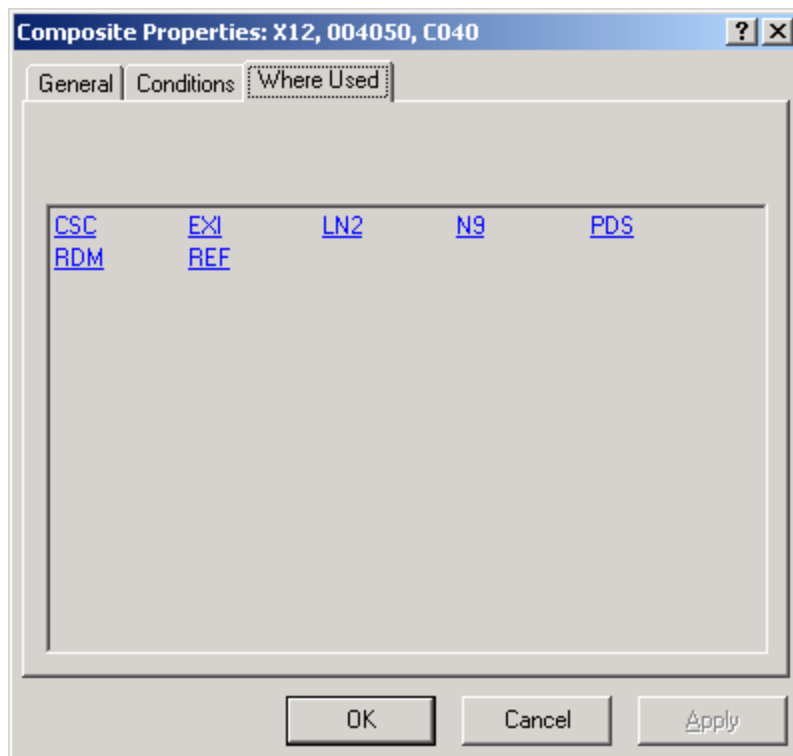 Composite Properties: X12, 004050, C040 ? X
General Conditions Where Used
CSC EXI LN2 N9 PDS
RDM REF
OK Cancel Apply